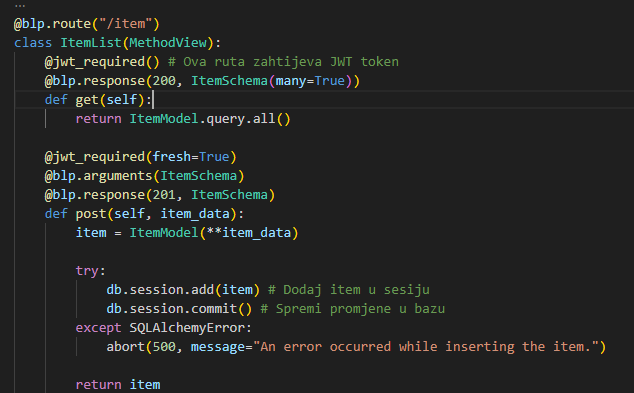 ...
@blp.route("/item")
class ItemList(MethodView):
    @jwt_required() # Ova ruta zahtijeva JWT token
    @blp.response(200, ItemSchema(many=True))
    def get(self):
        return ItemModel.query.all()

    @jwt_required(fresh=True)
    @blp.arguments(ItemSchema)
    @blp.response(201, ItemSchema)
    def post(self, item_data):
        item = ItemModel(**item_data)

        try:
            db.session.add(item) # Dodaj item u sesiju
            db.session.commit() # Spremi promjene u bazu
        except SQLAlchemyError:
            abort(500, message="An error occurred while inserting the item.")

        return item